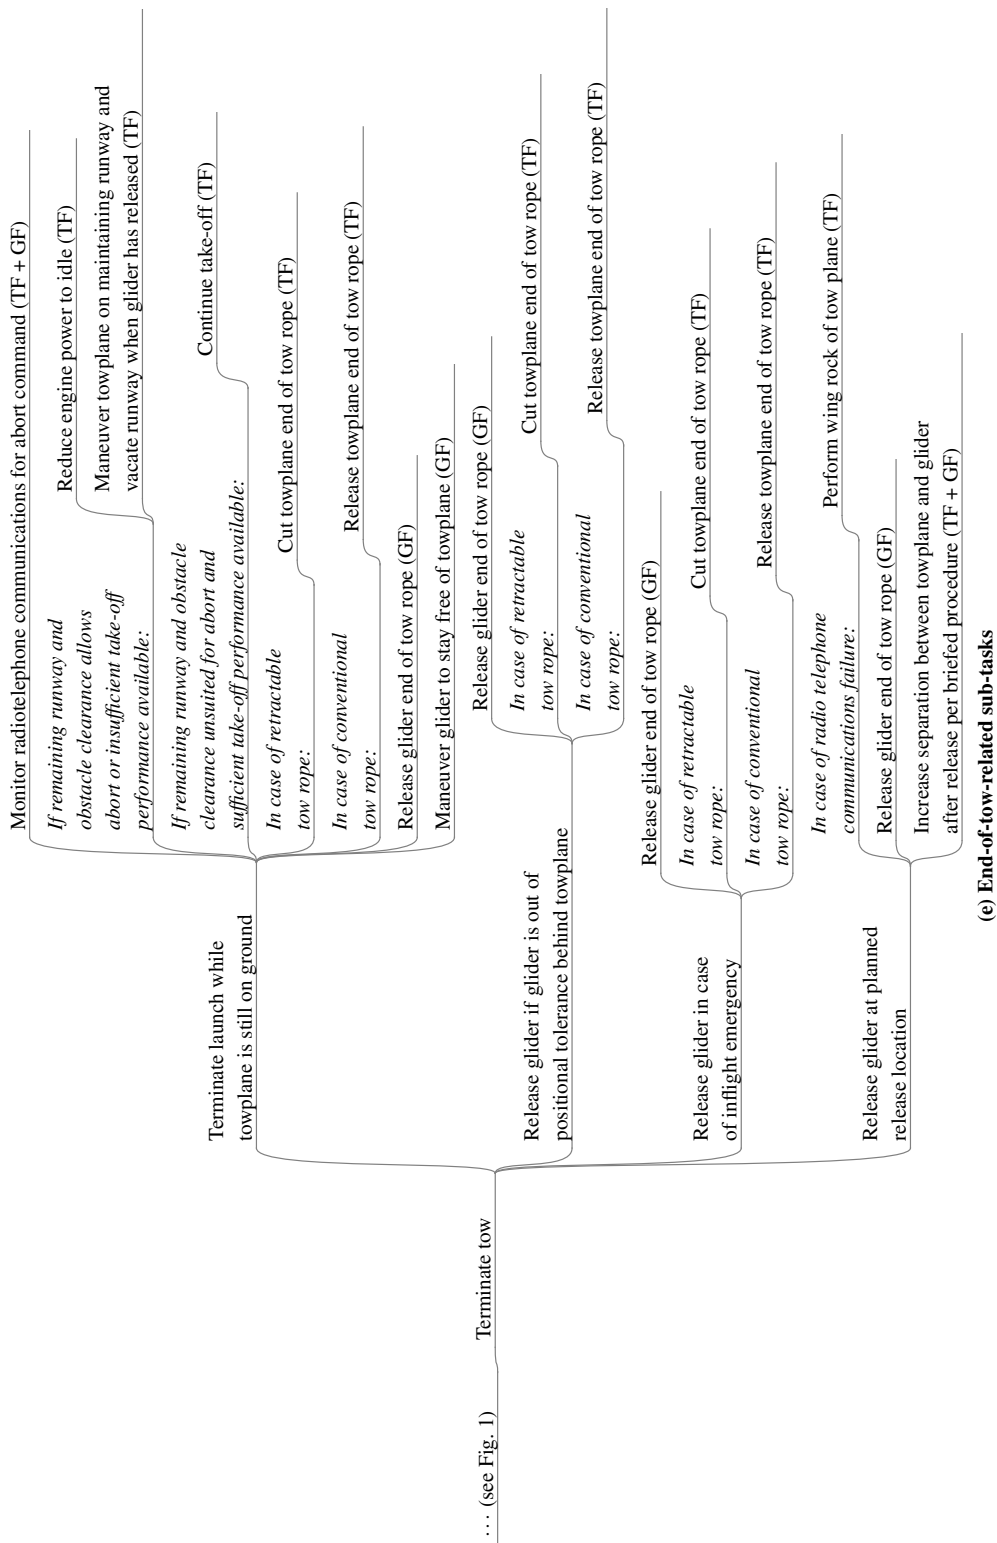 … (see Fig. 1)
Terminate tow
Terminate launch while
towplane is still on ground
Monitor radiotelephone communications for abort command (TF + GF)
If remaining runway and
obstacle clearance allows
abort or insufficient take-off
performance available:
Reduce engine power to idle (TF)
Maneuver towplane on maintaining runway and
vacate runway when glider has released (TF)
If remaining runway and obstacle
clearance unsuited for abort and
sufficient take-off performance available:
Continue take-off (TF)
In case of retractable
tow rope:
Cut towplane end of tow rope (TF)
In case of conventional
tow rope:
Release towplane end of tow rope (TF)
Release glider end of tow rope (GF)
Maneuver glider to stay free of towplane (GF)
Release glider if glider is out of
positional tolerance behind towplane
Release glider end of tow rope (GF)
In case of retractable
tow rope:
Cut towplane end of tow rope (TF)
In case of conventional
tow rope:
Release towplane end of tow rope (TF)
Release glider in case
of inflight emergency
Release glider end of tow rope (GF)
In case of retractable
tow rope:
Cut towplane end of tow rope (TF)
In case of conventional
tow rope:
Release towplane end of tow rope (TF)
Release glider at planned
release location
In case of radio telephone
communications failure:
Perform wing rock of tow plane (TF)
Release glider end of tow rope (GF)
Increase separation between towplane and glider
after release per briefed procedure (TF + GF)
(e) End-of-tow-related sub-tasks